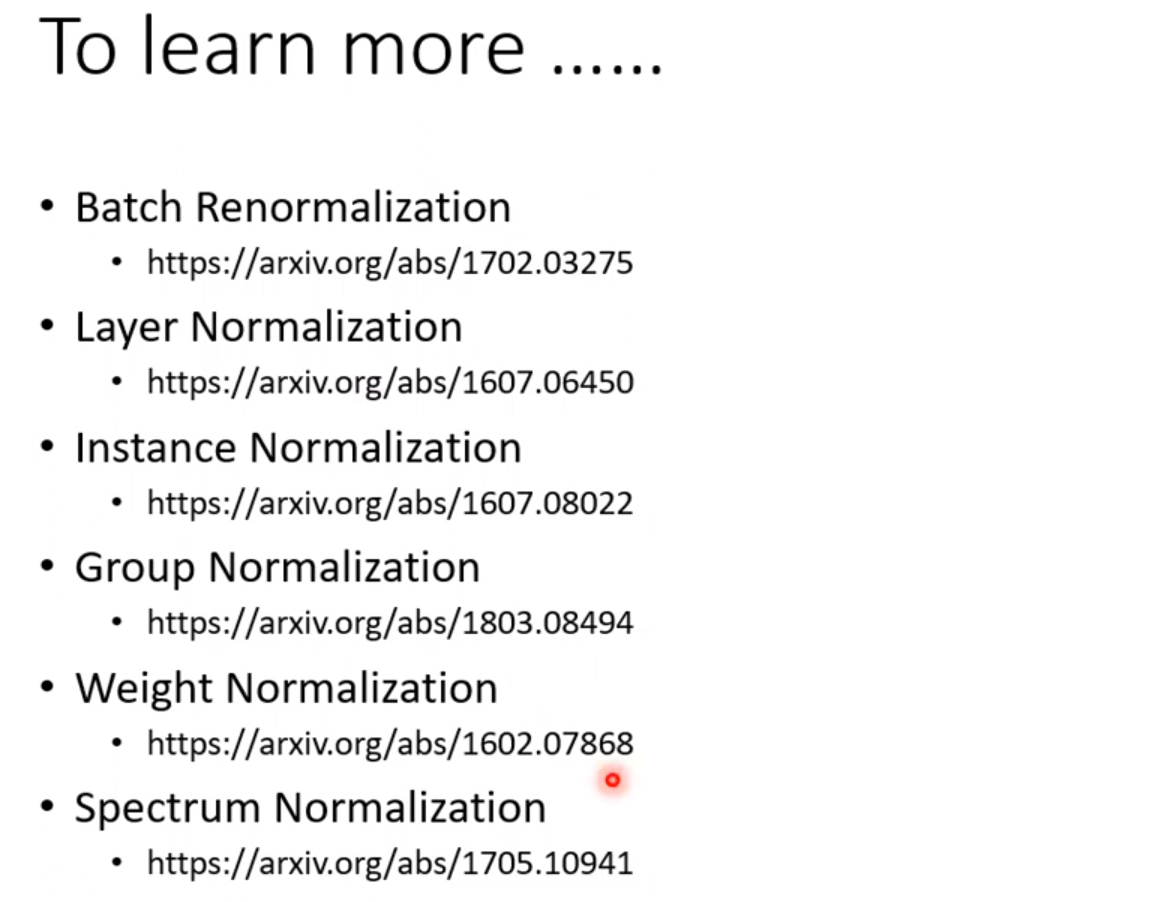 To learn more ......
• Batch Renormalization
• https://arxiv.org/abs/1702.03275
• Layer Normalization
• https://arxiv.org/abs/1607.06450
• Instance Normalization
• https://arxiv.org/abs/1607.08022
• Group Normalization
• https://arxiv.org/abs/1803.08494
• Weight Normalization
• https://arxiv.org/abs/1602.07868
• Spectrum Normalization
• https://arxiv.org/abs/1705.10941